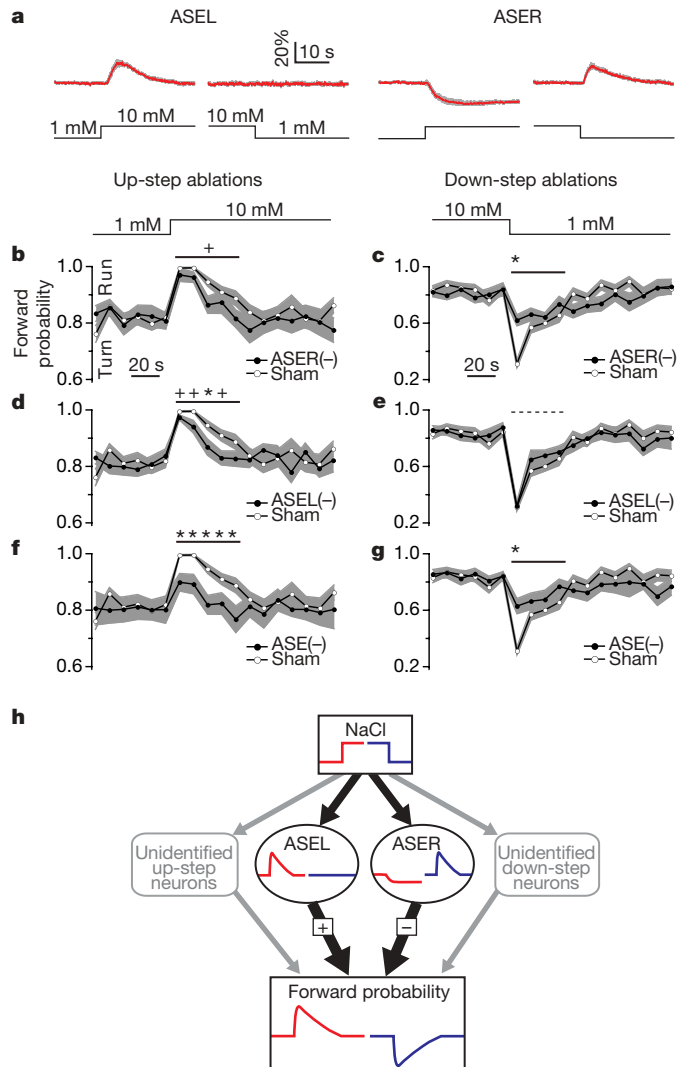 a
ASEL
ASER
20%
10 s
1 mM
10 mM
10 mM
1 mM
Up-step ablations
Down-step ablations
1 mM
10 mM
10 mM
1 mM
b
1.0
0.8
0.6
Forward probability
Turn
Run
+
20 s
ASER(–)
Sham
c
1.0
0.6
0.2
*
20 s
ASER(–)
Sham
d
1.0
0.8
0.6
++*+
ASEL(–)
Sham
e
1.0
0.6
0.2
ASEL(–)
Sham
f
1.0
0.8
0.6
*****
ASE(–)
Sham
g
1.0
0.6
0.2
*
ASE(–)
Sham
h
NaCl
Unidentified
up-step
neurons
ASEL
ASER
Unidentified
down-step
neurons
+
–
Forward probability